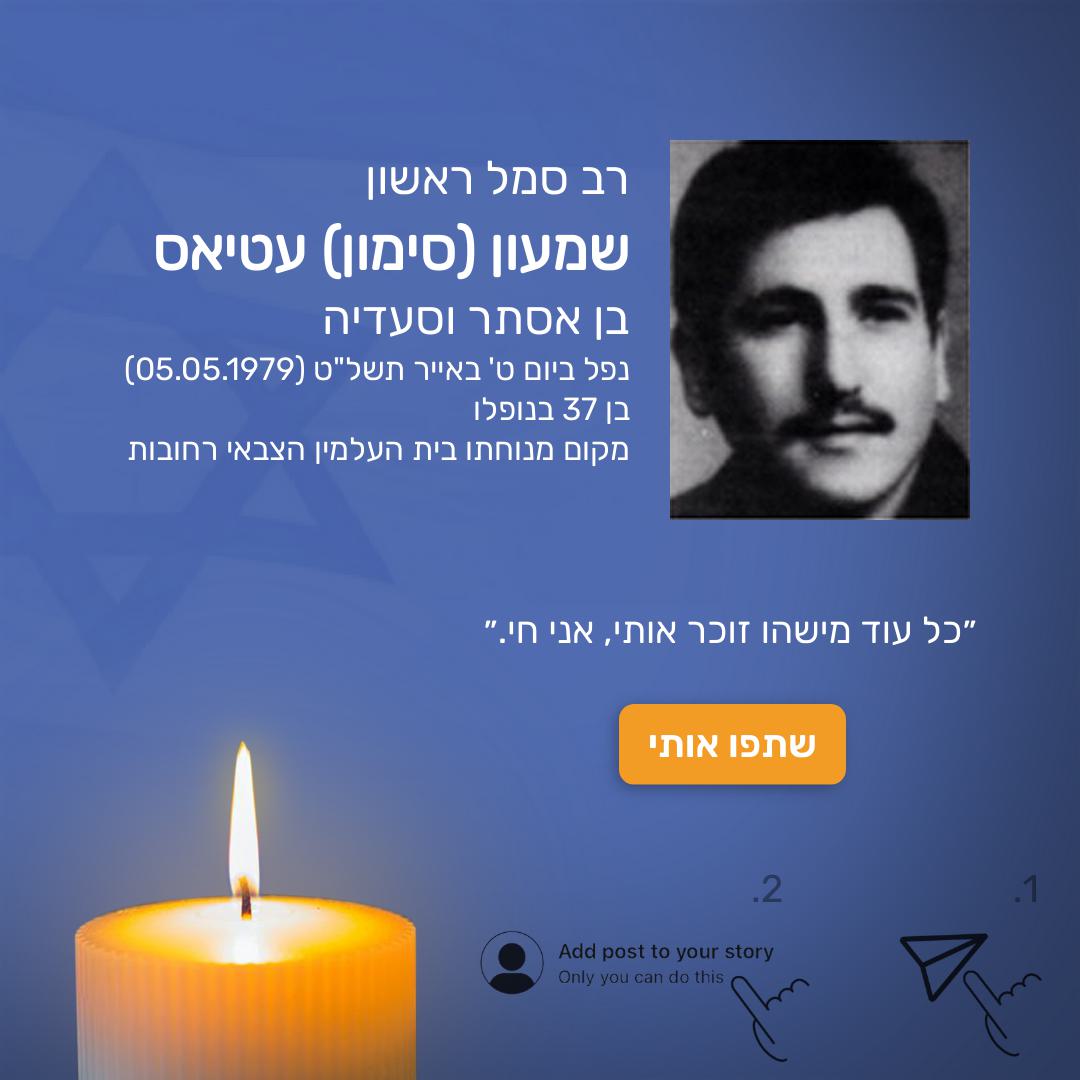 רב סמל ראשון
שמעון (סימון) עטיאס
בן אסתר וסעדיה
נפל ביום ט' באייר תשל"ט (05.05.1979)
בן 37 בנופלו
מקום מנוחתו בית העלמין הצבאי רחובות
״כל עוד מישהו זוכר אותי, אני חי.״
שתפו אותי
1.
2.
Add post to your story
Only you can do this